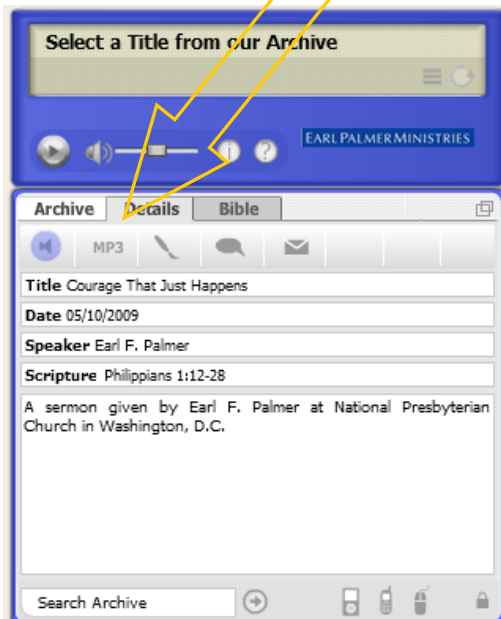 Select a Title from our Archive
EARL PALMER MINISTRIES
Archive Details Bible
MP3
Title Courage That Just Happens
Date 05/10/2009
Speaker Earl F. Palmer
Scripture Philippians 1:12-28
A sermon given by Earl F. Palmer at National Presbyterian
Church in Washington, D.C.
Search Archive